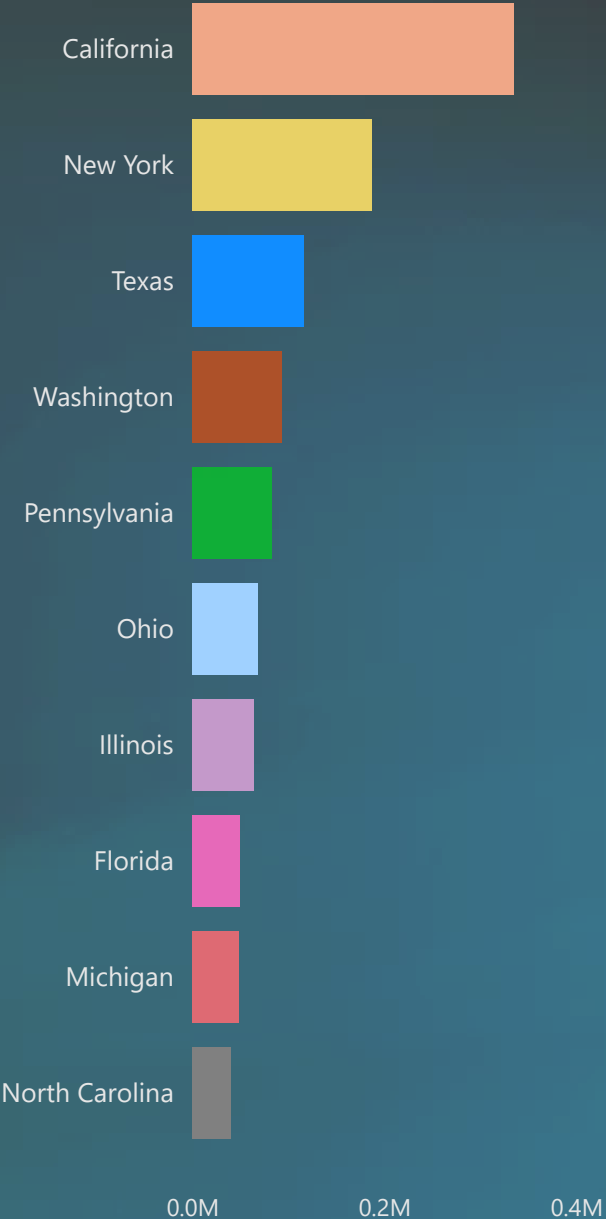 California
New York
Texas
Washington
Pennsylvania
Ohio
Illinois
Florida
Michigan
North Carolina
0.0M 0.2M 0.4M